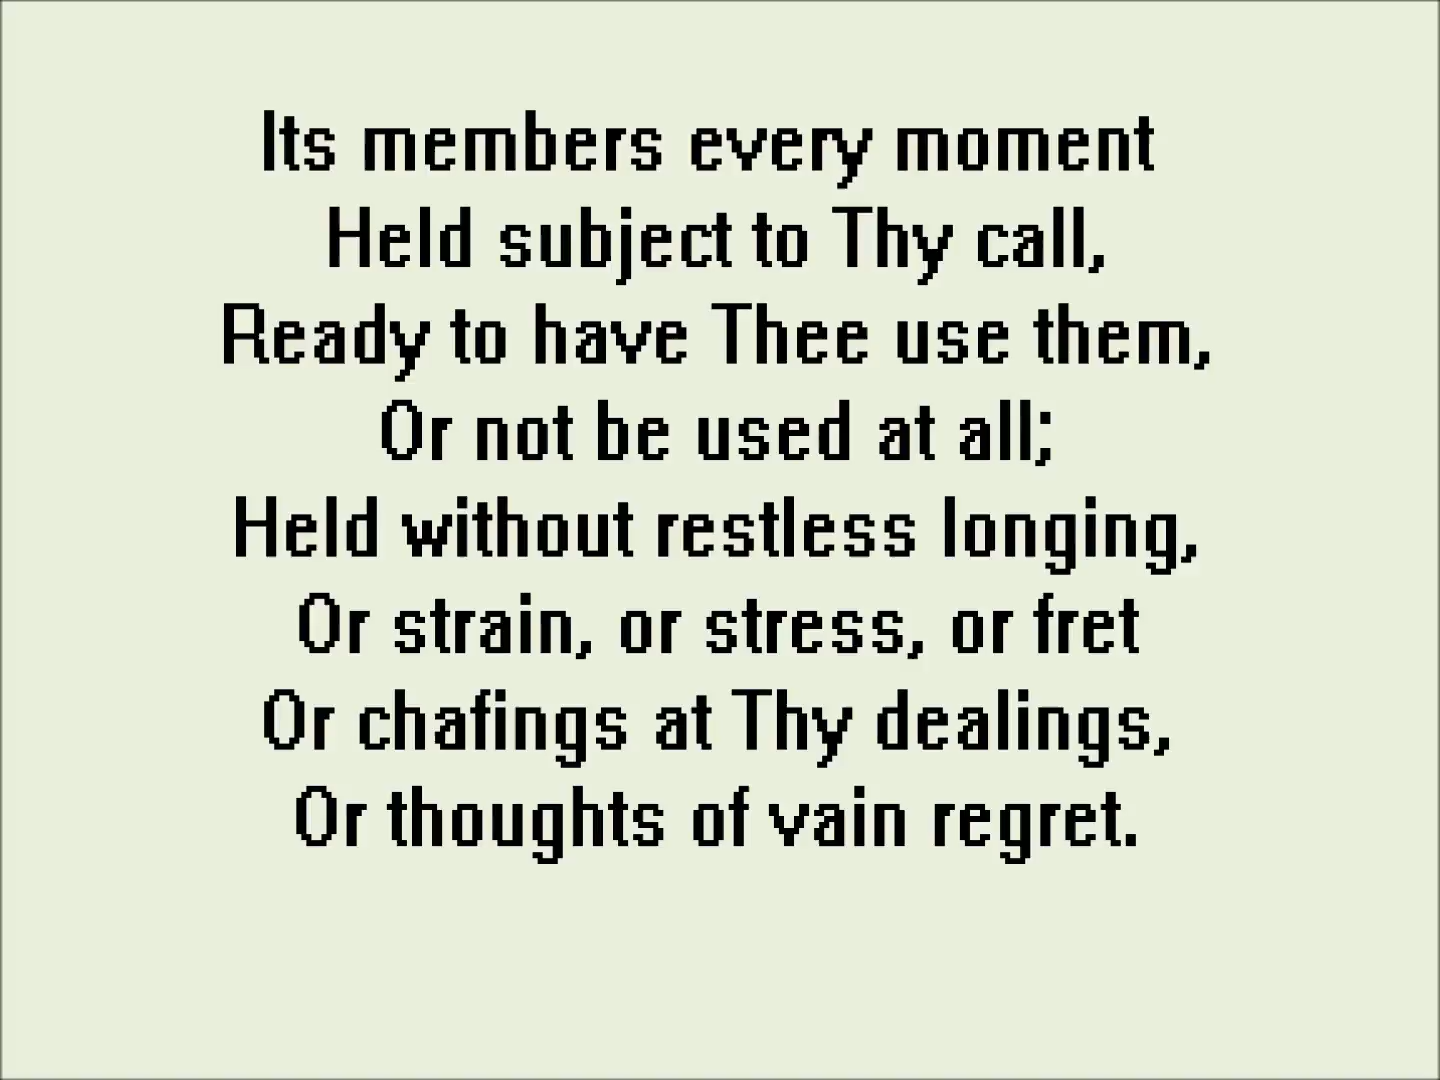 Its members every moment
Held subject to Thy call,
Ready to have Thee use them,
Or not be used at all;
Held without restless longing,
Or strain, or stress, or fret
Or chafings at Thy dealings,
Or thoughts of vain regret.